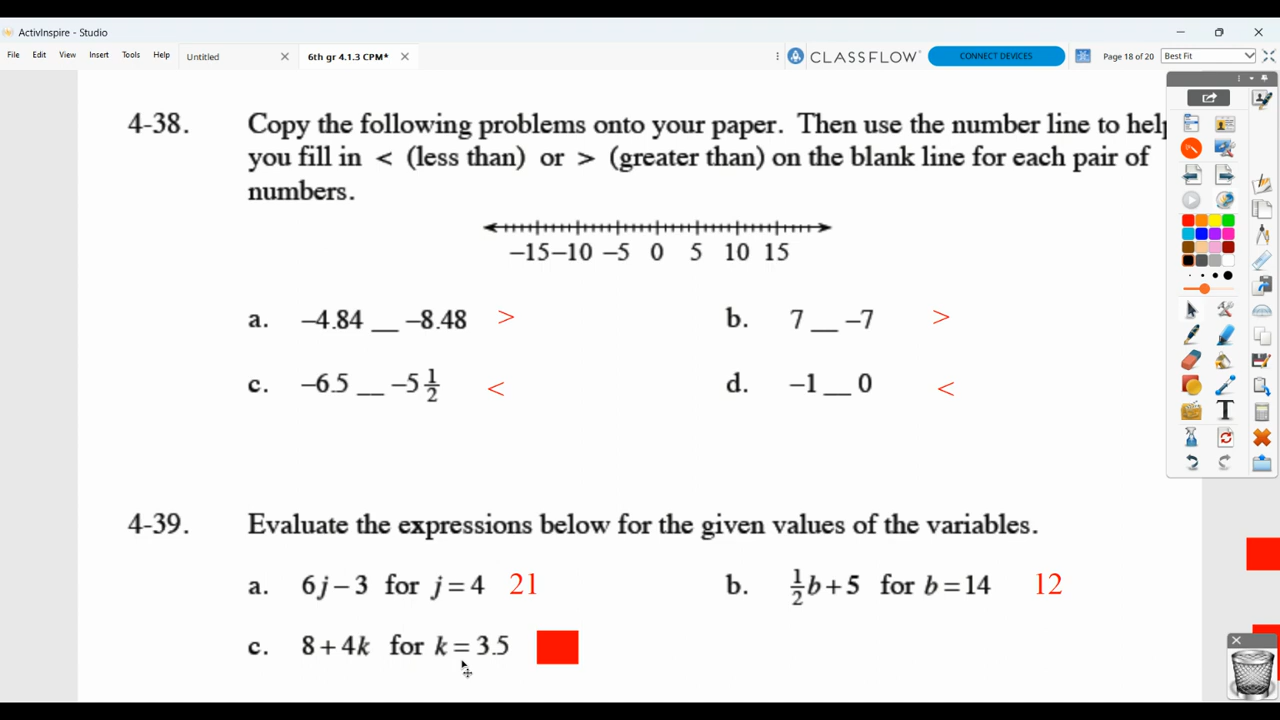 ActivInspire - Studio
File Edit View Insert Tools Help Untitled 6th gr 4.1.3 CPM* CLASSFLOW CONNECT DEVICES Page 18 of 20 Best Fit
4-38. Copy the following problems onto your paper. Then use the number line to help
you fill in < (less than) or > (greater than) on the blank line for each pair of
numbers.
–15 –10 –5 0 5 10 15
a. –4.84 __ –8.48 > b. 7 __ –7 >
c. –6.5 __ –5 1/2 < d. –1 __ 0 <
4-39. Evaluate the expressions below for the given values of the variables.
a. 6j – 3 for j = 4 21 b. 1/2 b + 5 for b = 14 12
c. 8 + 4k for k = 3.5